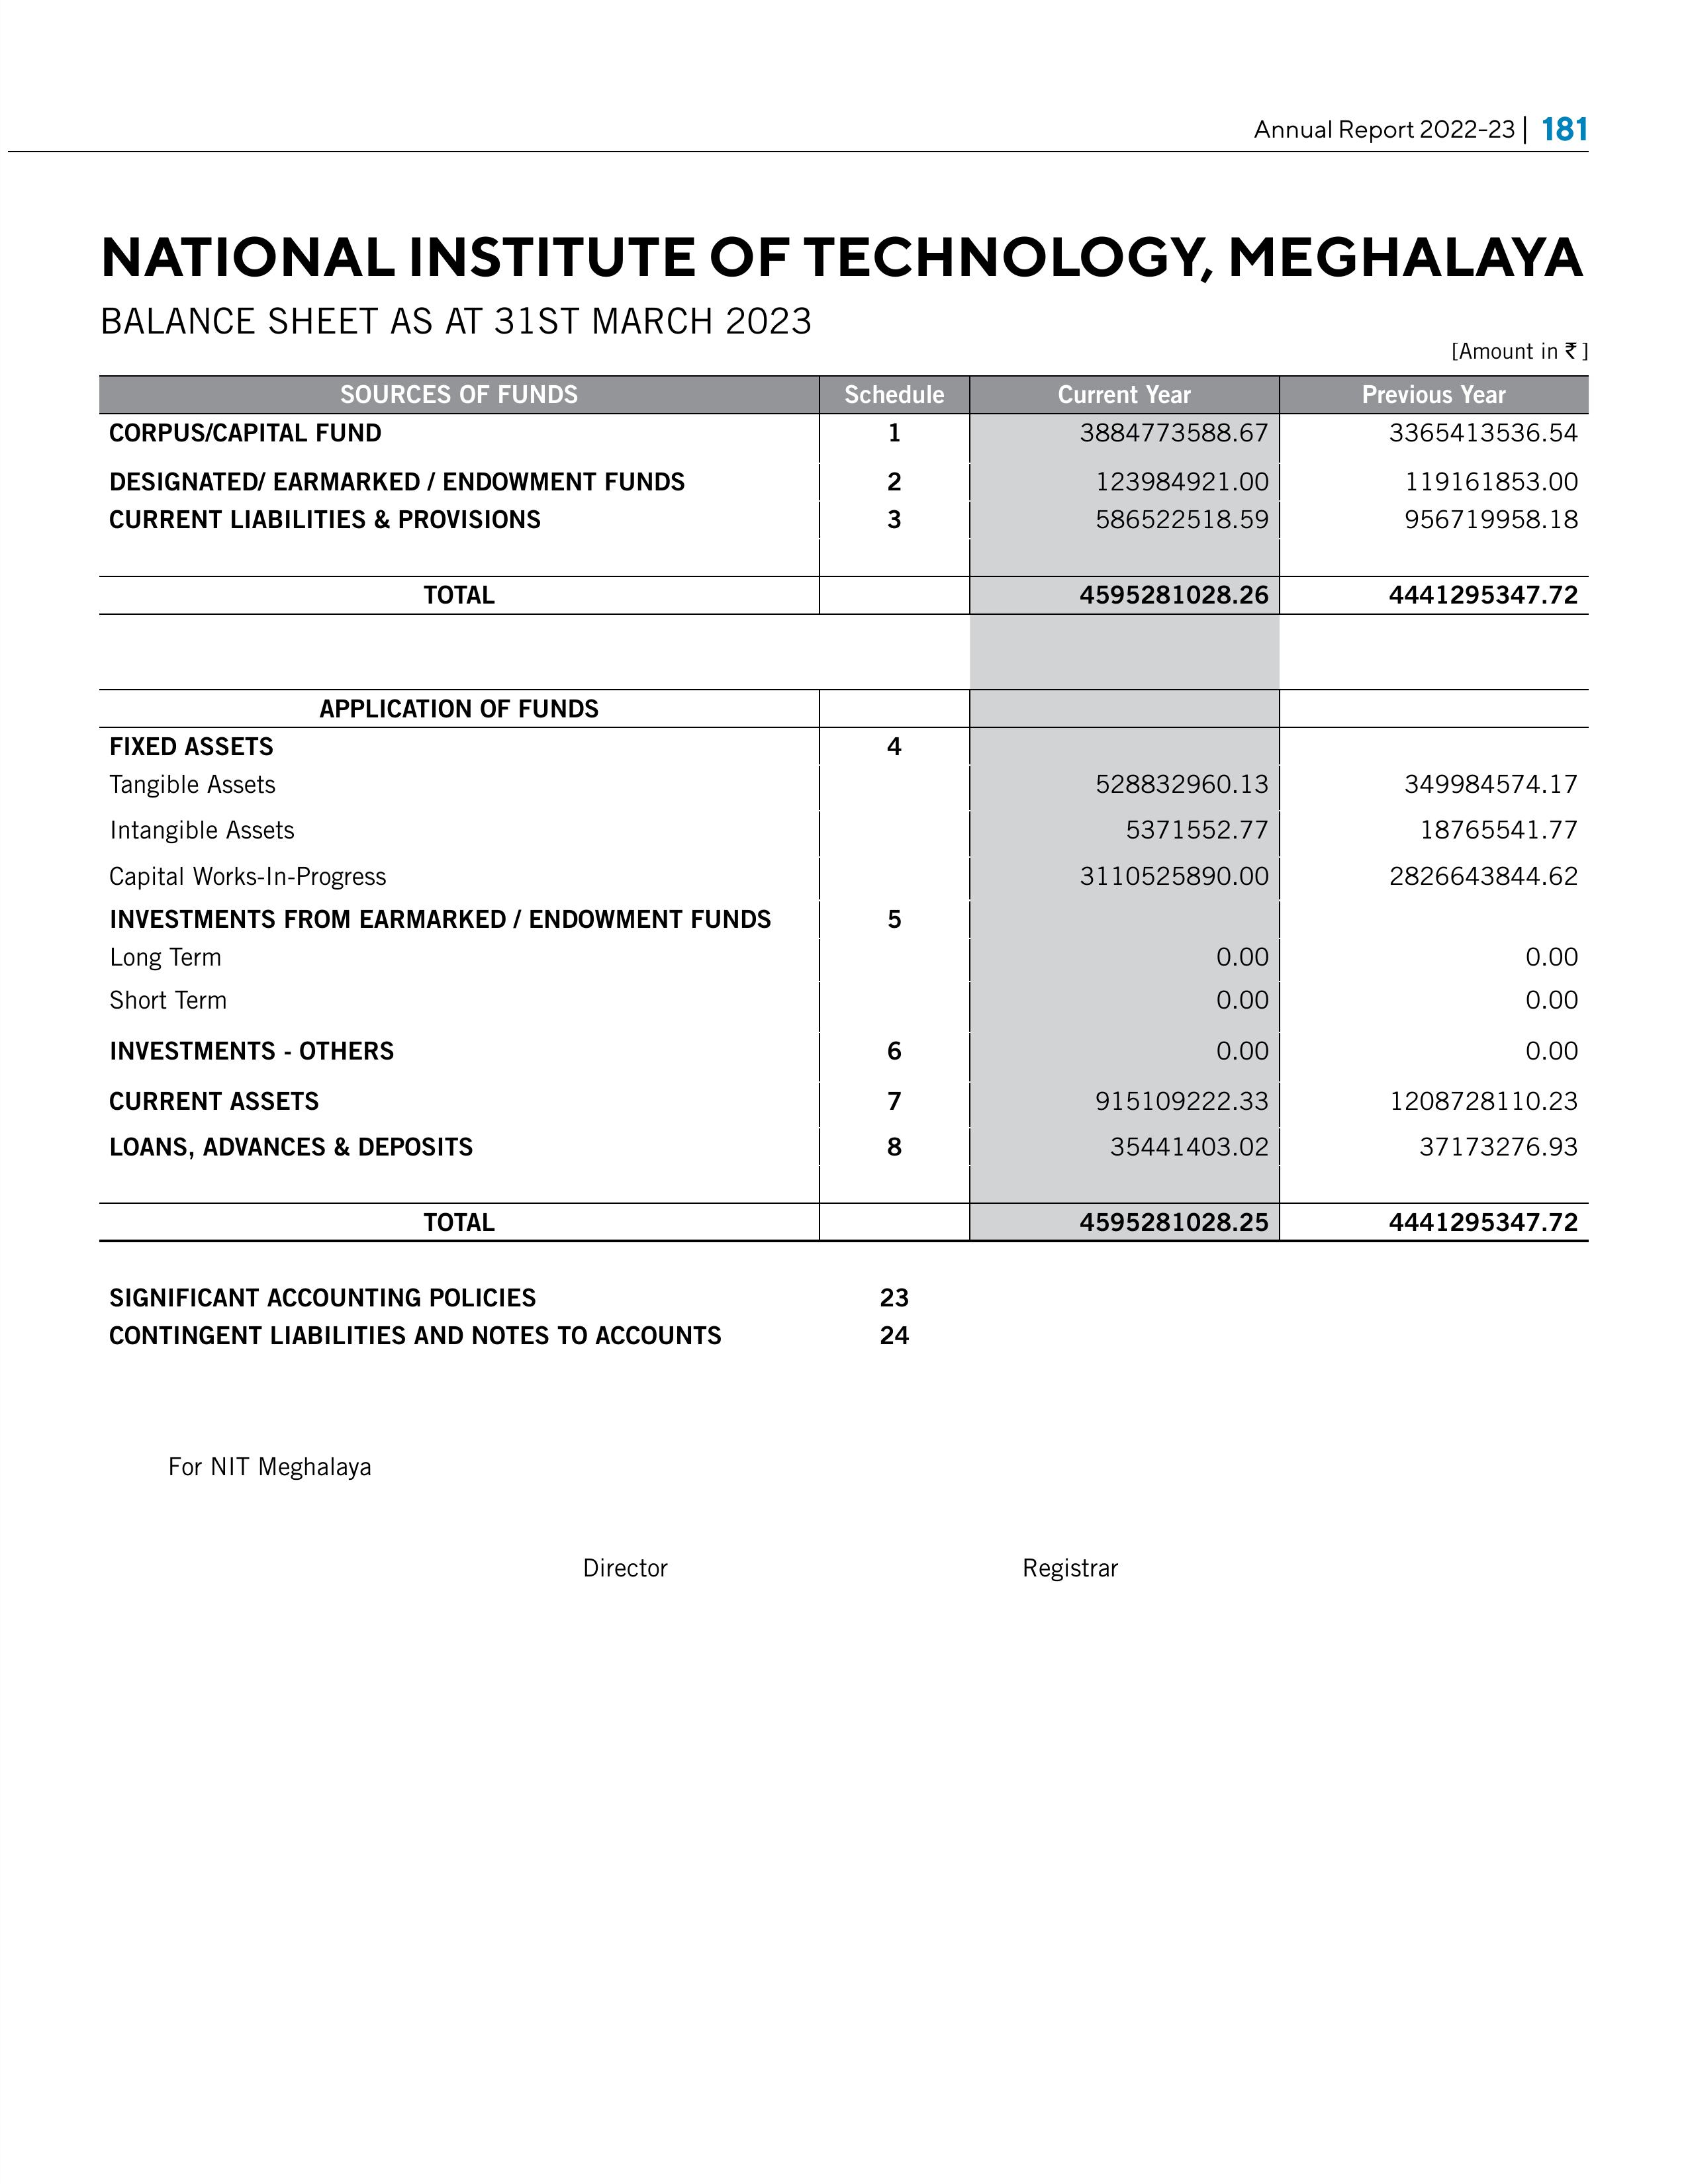 Annual Report 2022-23 | 181
NATIONAL INSTITUTE OF TECHNOLOGY, MEGHALAYA
BALANCE SHEET AS AT 31ST MARCH 2023
[Amount in ₹ ]
SOURCES OF FUNDS Schedule Current Year Previous Year
CORPUS/CAPITAL FUND 1 3884773588.67 3365413536.54
DESIGNATED/ EARMARKED / ENDOWMENT FUNDS 2 123984921.00 119161853.00
CURRENT LIABILITIES & PROVISIONS 3 586522518.59 956719958.18
TOTAL 4595281028.26 4441295347.72
APPLICATION OF FUNDS
FIXED ASSETS 4
Tangible Assets 528832960.13 349984574.17
Intangible Assets 5371552.77 18765541.77
Capital Works-In-Progress 3110525890.00 2826643844.62
INVESTMENTS FROM EARMARKED / ENDOWMENT FUNDS 5
Long Term 0.00 0.00
Short Term 0.00 0.00
INVESTMENTS - OTHERS 6 0.00 0.00
CURRENT ASSETS 7 915109222.33 1208728110.23
LOANS, ADVANCES & DEPOSITS 8 35441403.02 37173276.93
TOTAL 4595281028.25 4441295347.72
SIGNIFICANT ACCOUNTING POLICIES 23
CONTINGENT LIABILITIES AND NOTES TO ACCOUNTS 24
For NIT Meghalaya
Director Registrar